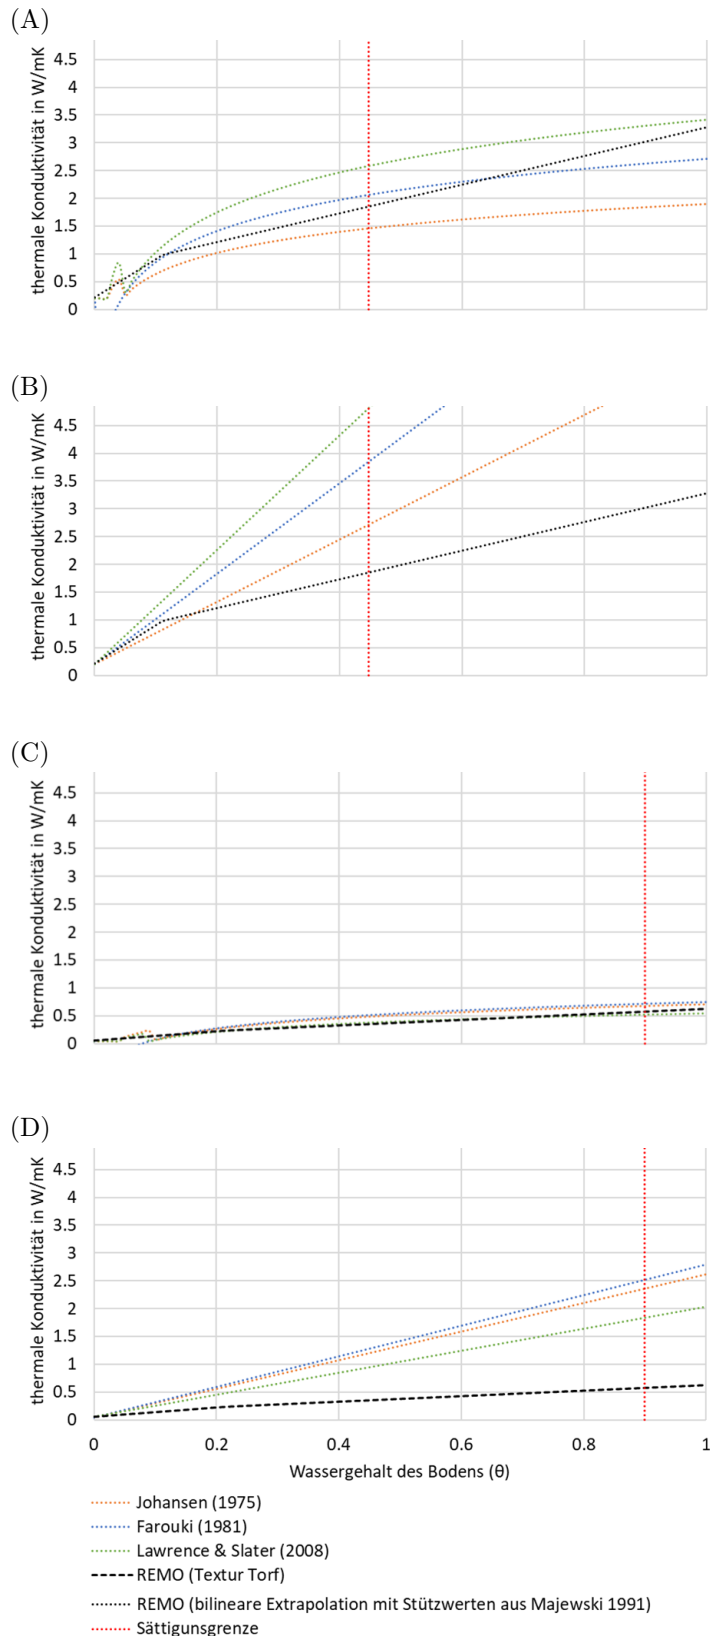 (A)
thermale Konduktivität in W/mK
4.5
4
3.5
3
2.5
2
1.5
1
0.5
0
(B)
thermale Konduktivität in W/mK
4.5
4
3.5
3
2.5
2
1.5
1
0.5
0
(C)
thermale Konduktivität in W/mK
4.5
4
3.5
3
2.5
2
1.5
1
0.5
0
(D)
thermale Konduktivität in W/mK
4.5
4
3.5
3
2.5
2
1.5
1
0.5
0
0 0.2 0.4 0.6 0.8 1
Wassergehalt des Bodens (θ)
Johansen (1975)
Farouki (1981)
Lawrence & Slater (2008)
REMO (Textur Torf)
REMO (bilineare Extrapolation mit Stützwerten aus Majewski 1991)
Sättigunsgrenze